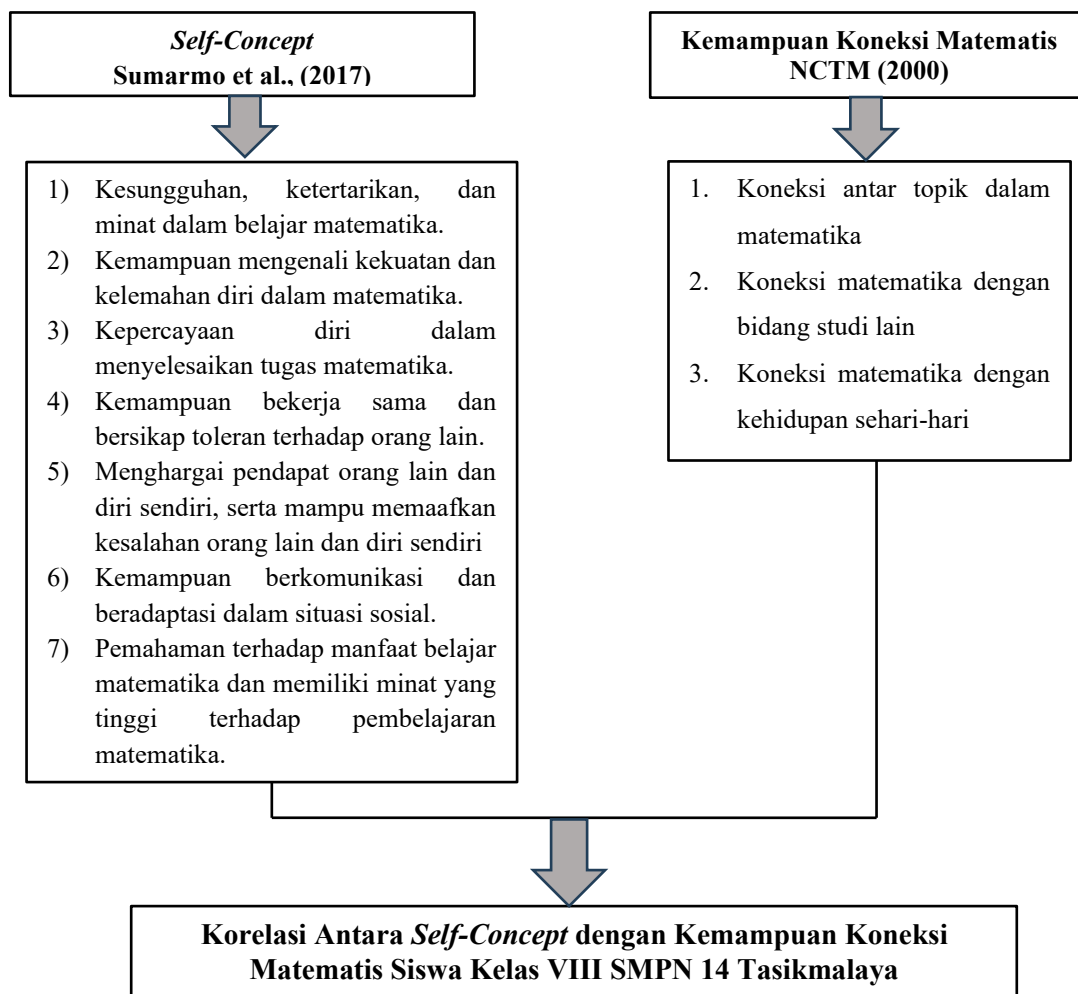 Self-Concept
Sumarmo et al., (2017)
1) Kesungguhan, ketertarikan, dan
minat dalam belajar matematika.
2) Kemampuan mengenali kekuatan dan
kelemahan diri dalam matematika.
3) Kepercayaan diri dalam
menyelesaikan tugas matematika.
4) Kemampuan bekerja sama dan
bersikap toleran terhadap orang lain.
5) Menghargai pendapat orang lain dan
diri sendiri, serta mampu memaafkan
kesalahan orang lain dan diri sendiri
6) Kemampuan berkomunikasi dan
beradaptasi dalam situasi sosial.
7) Pemahaman terhadap manfaat belajar
matematika dan memiliki minat yang
tinggi terhadap pembelajaran
matematika.
Kemampuan Koneksi Matematis
NCTM (2000)
1. Koneksi antar topik dalam
matematika
2. Koneksi matematika dengan
bidang studi lain
3. Koneksi matematika dengan
kehidupan sehari-hari
Korelasi Antara Self-Concept dengan Kemampuan Koneksi
Matematis Siswa Kelas VIII SMPN 14 Tasikmalaya